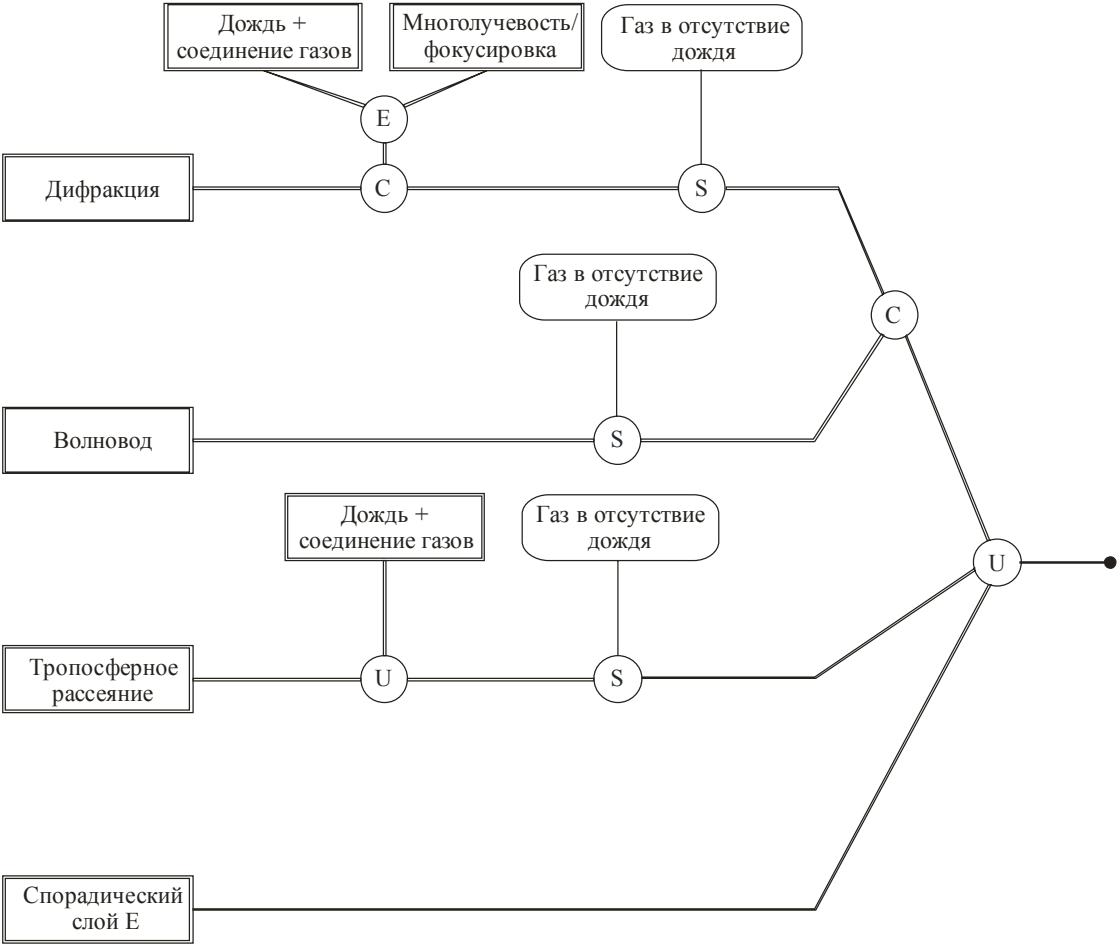 Дождь +
соединение газов
Многолучевость/
фокусировка
Газ в отсутствие
дождя
E
Дифракция
C
S
Газ в отсутствие
дождя
C
Волновод
S
Дождь +
соединение газов
Газ в отсутствие
дождя
U
Тропосферное
рассеяние
U
S
Спорадический
слой E